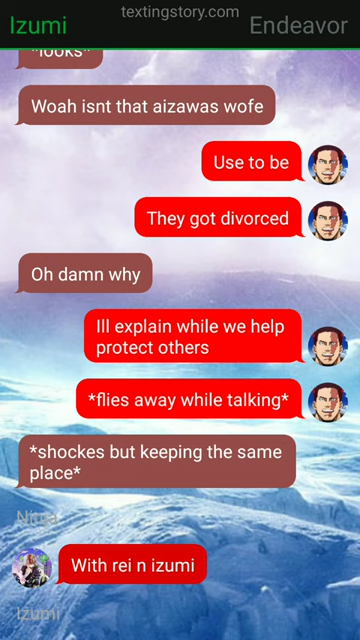 textingstory.com
Izumi
Endeavor
*looks*
Woah isnt that aizawas wofe
Use to be
They got divorced
Oh damn why
Ill explain while we help
protect others
*flies away while talking*
*shockes but keeping the same
place*
With rei n izumi
Izumi